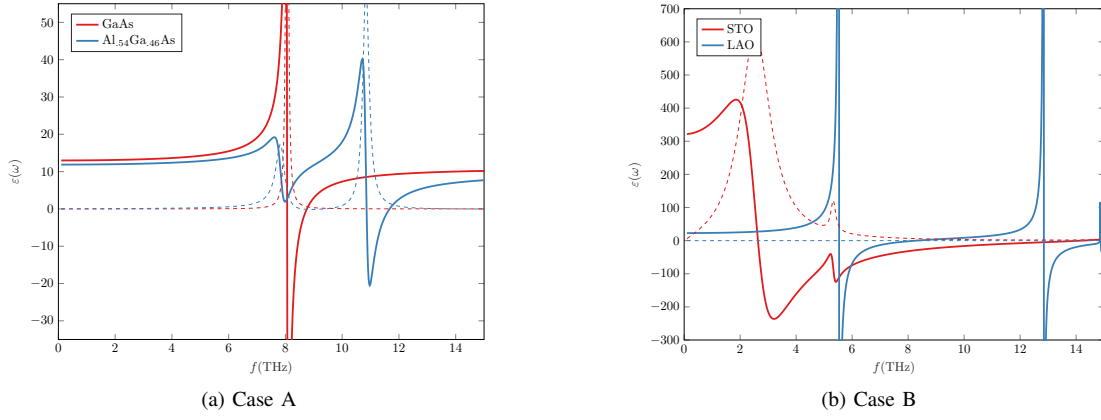 GaAs
Al.54Ga.46As
50
40
30
20
10
0
−10
−20
−30
ε(ω)
0 2 4 6 8 10 12 14
f(THz)
(a) Case A
STO
LAO
700
600
500
400
300
200
100
0
−100
−200
−300
ε(ω)
0 2 4 6 8 10 12 14
f(THz)
(b) Case B